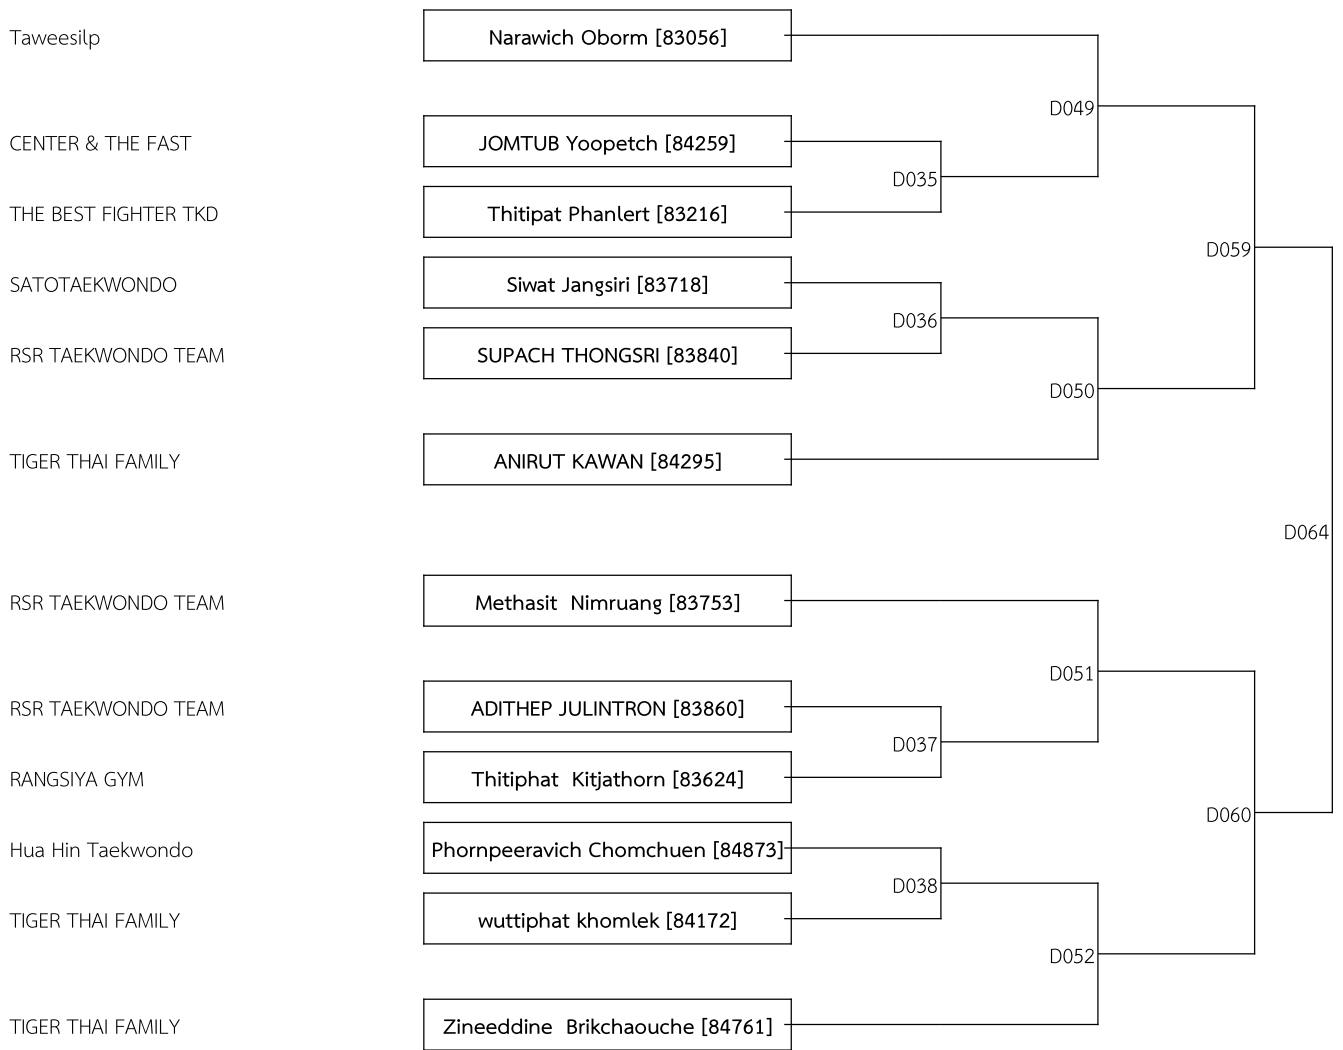 Taweesilp Narawich Oborm [83056]
D049
CENTER & THE FAST JOMTUB Yoopetch [84259]
D035
THE BEST FIGHTER TKD Thitipat Phanlert [83216]
D059
SATOTAEKWONDO Siwat Jangsiri [83718]
D036
RSR TAEKWONDO TEAM SUPACH THONGSRI [83840]
D050
TIGER THAI FAMILY ANIRUT KAWAN [84295]
D064
RSR TAEKWONDO TEAM Methasit  Nimruang [83753]
D051
RSR TAEKWONDO TEAM ADITHEP JULINTRON [83860]
D037
RANGSIYA GYM Thitiphat  Kitjathorn [83624]
D060
Hua Hin Taekwondo Phornpeeravich Chomchuen [84873]
D038
TIGER THAI FAMILY wuttiphat khomlek [84172]
D052
TIGER THAI FAMILY Zineeddine  Brikchaouche [84761]